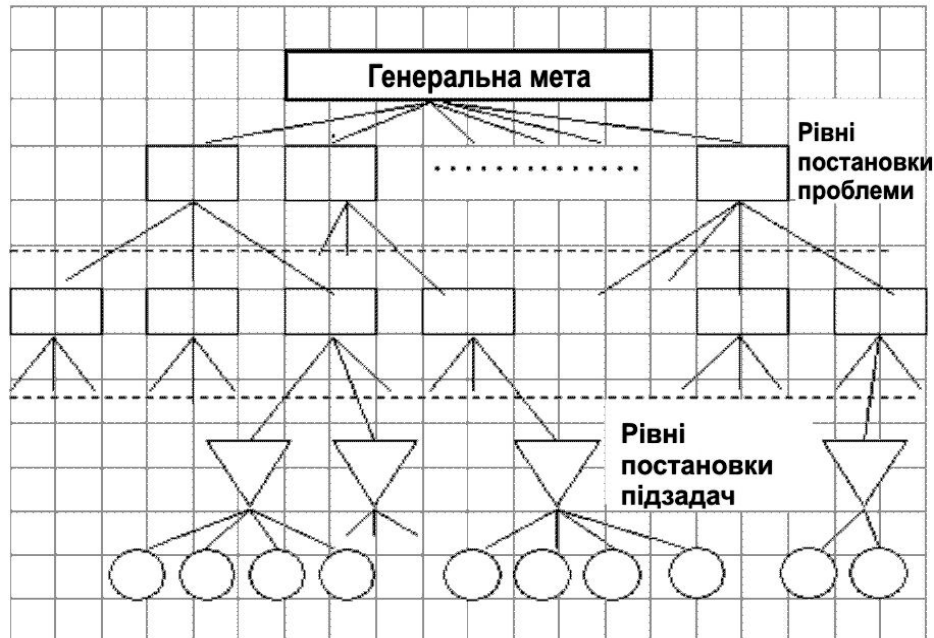 Генеральна мета
Рівні
постановки
проблеми
Рівні
постановки
підзадач